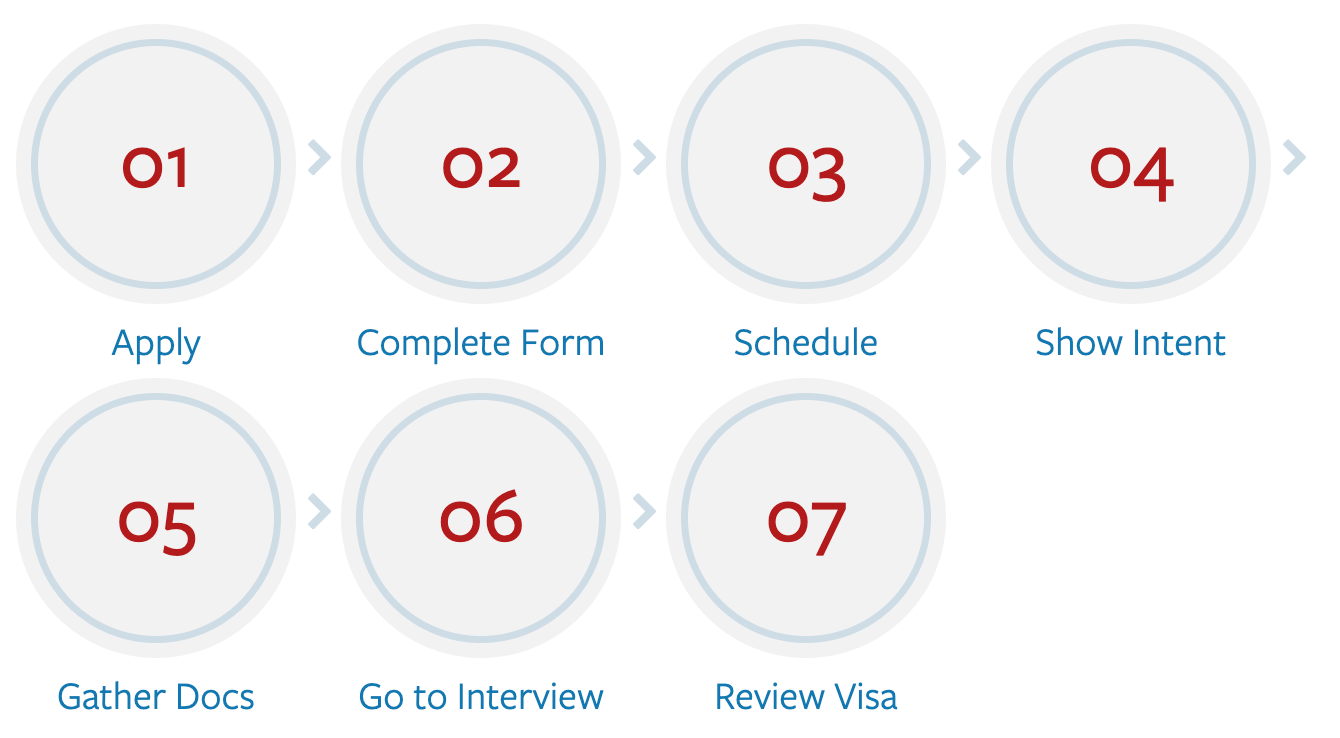 01
02
03
04
Apply
Complete Form
Schedule
Show Intent
05
06
07
Gather Docs
Go to Interview
Review Visa